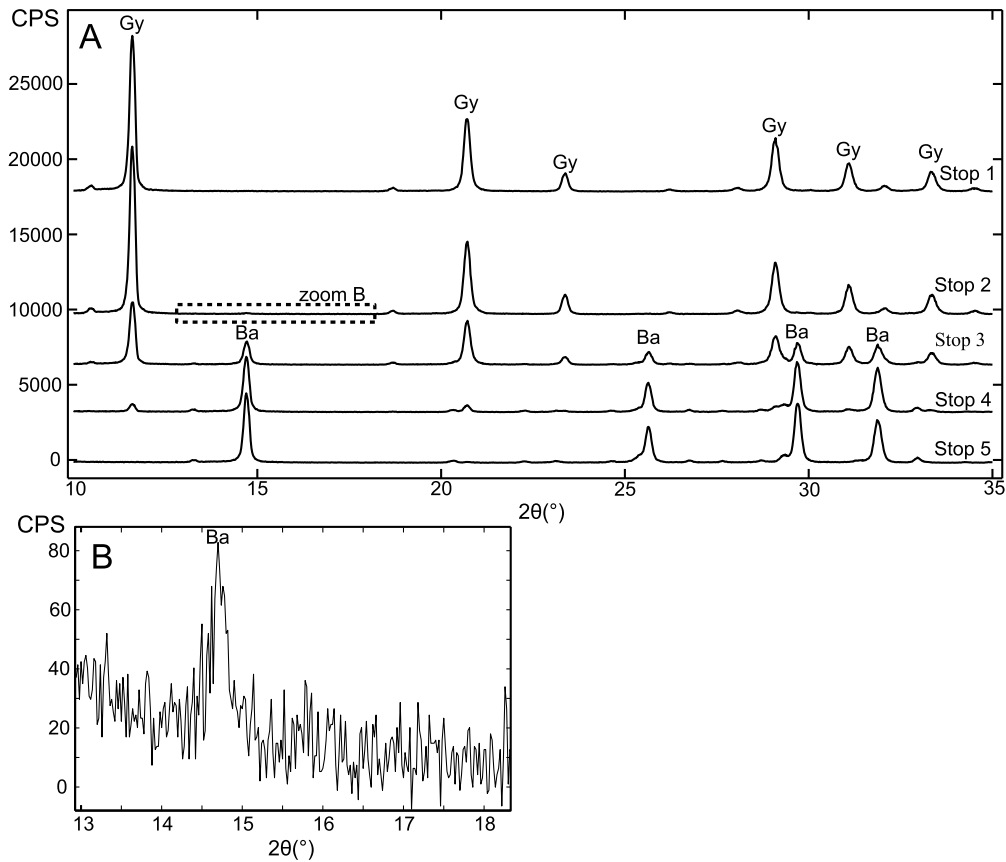 CPS
A
Gy
Gy
Gy
Gy
Gy
Gy
Stop 1
25000
20000
15000
10000
5000
0
zoom B
Stop 2
Ba
Ba
Ba
Ba
Stop 3
Stop 4
Stop 5
10 15 20 25 30 35
2θ(°)
CPS
B
Ba
80
60
40
20
0
13 14 15 16 17 18
2θ(°)